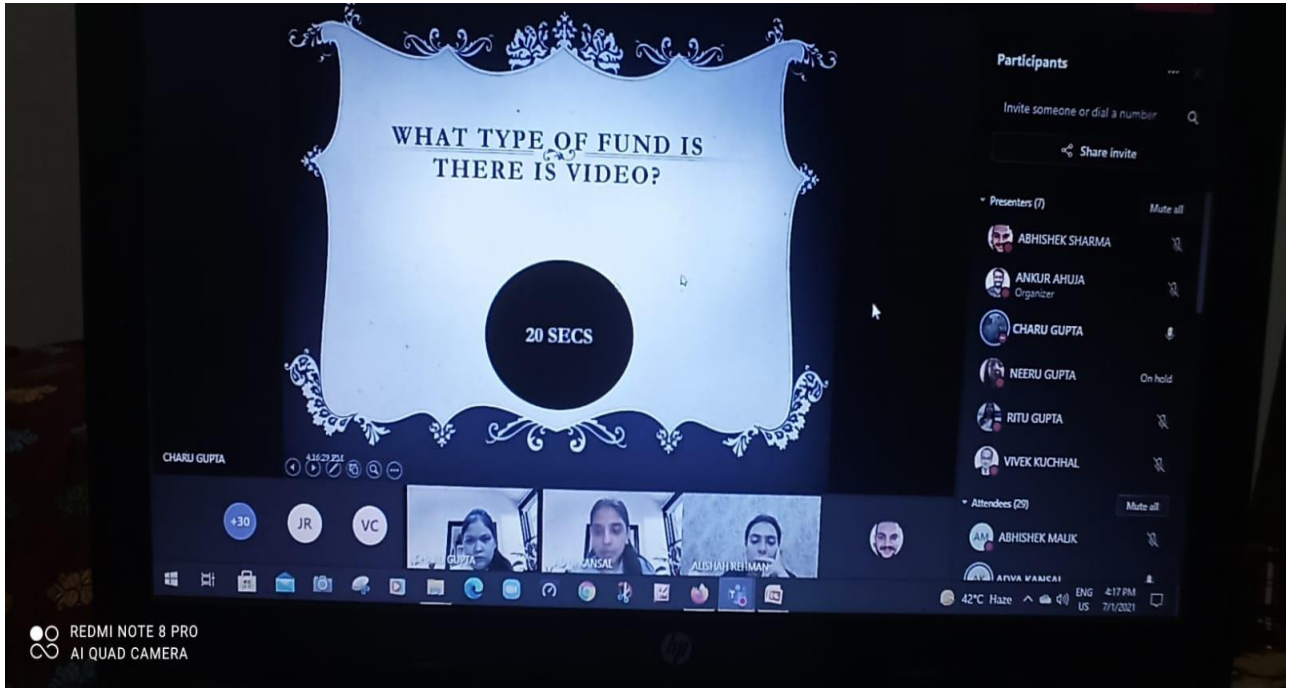 WHAT TYPE OF FUND IS
THERE IS VIDEO?
20 SECS
CHARU GUPTA
4:16:29 PM
+30
JR
VC
GUPTA
KANSAL
ALISHAH REHMAN
Participants
Invite someone or dial a number
Share invite
Presenters (7)
Mute all
ABHISHEK SHARMA
ANKUR AHUJA
Organizer
CHARU GUPTA
NEERU GUPTA
On hold
RITU GUPTA
VIVEK KUCHHAL
Attendees (29)
Mute all
AM
ABHISHEK MALIK
ADYA KANSAL
42°C Haze
ENG
US
4:17 PM
7/1/2021
hp
REDMI NOTE 8 PRO
AI QUAD CAMERA